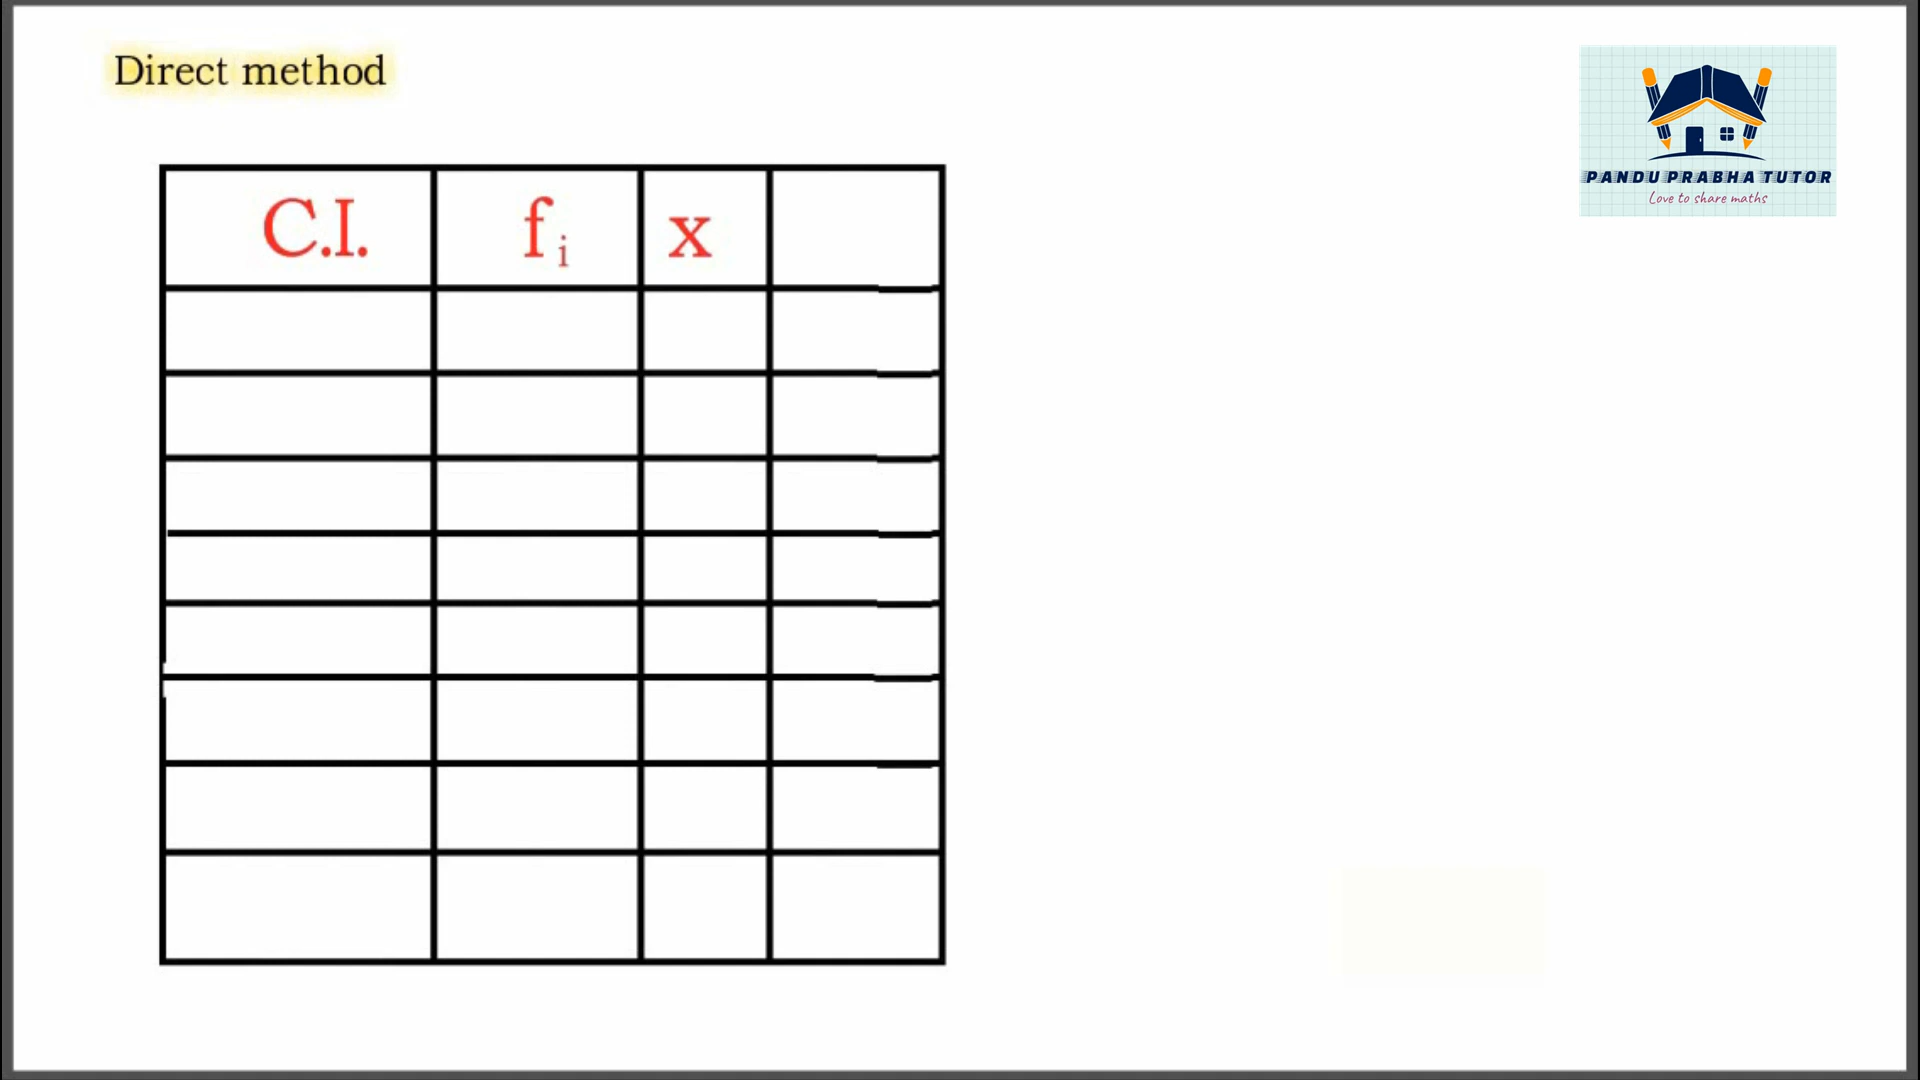 Direct method
PANDU PRABHA TUTOR
Love to share maths
C.I. fi x